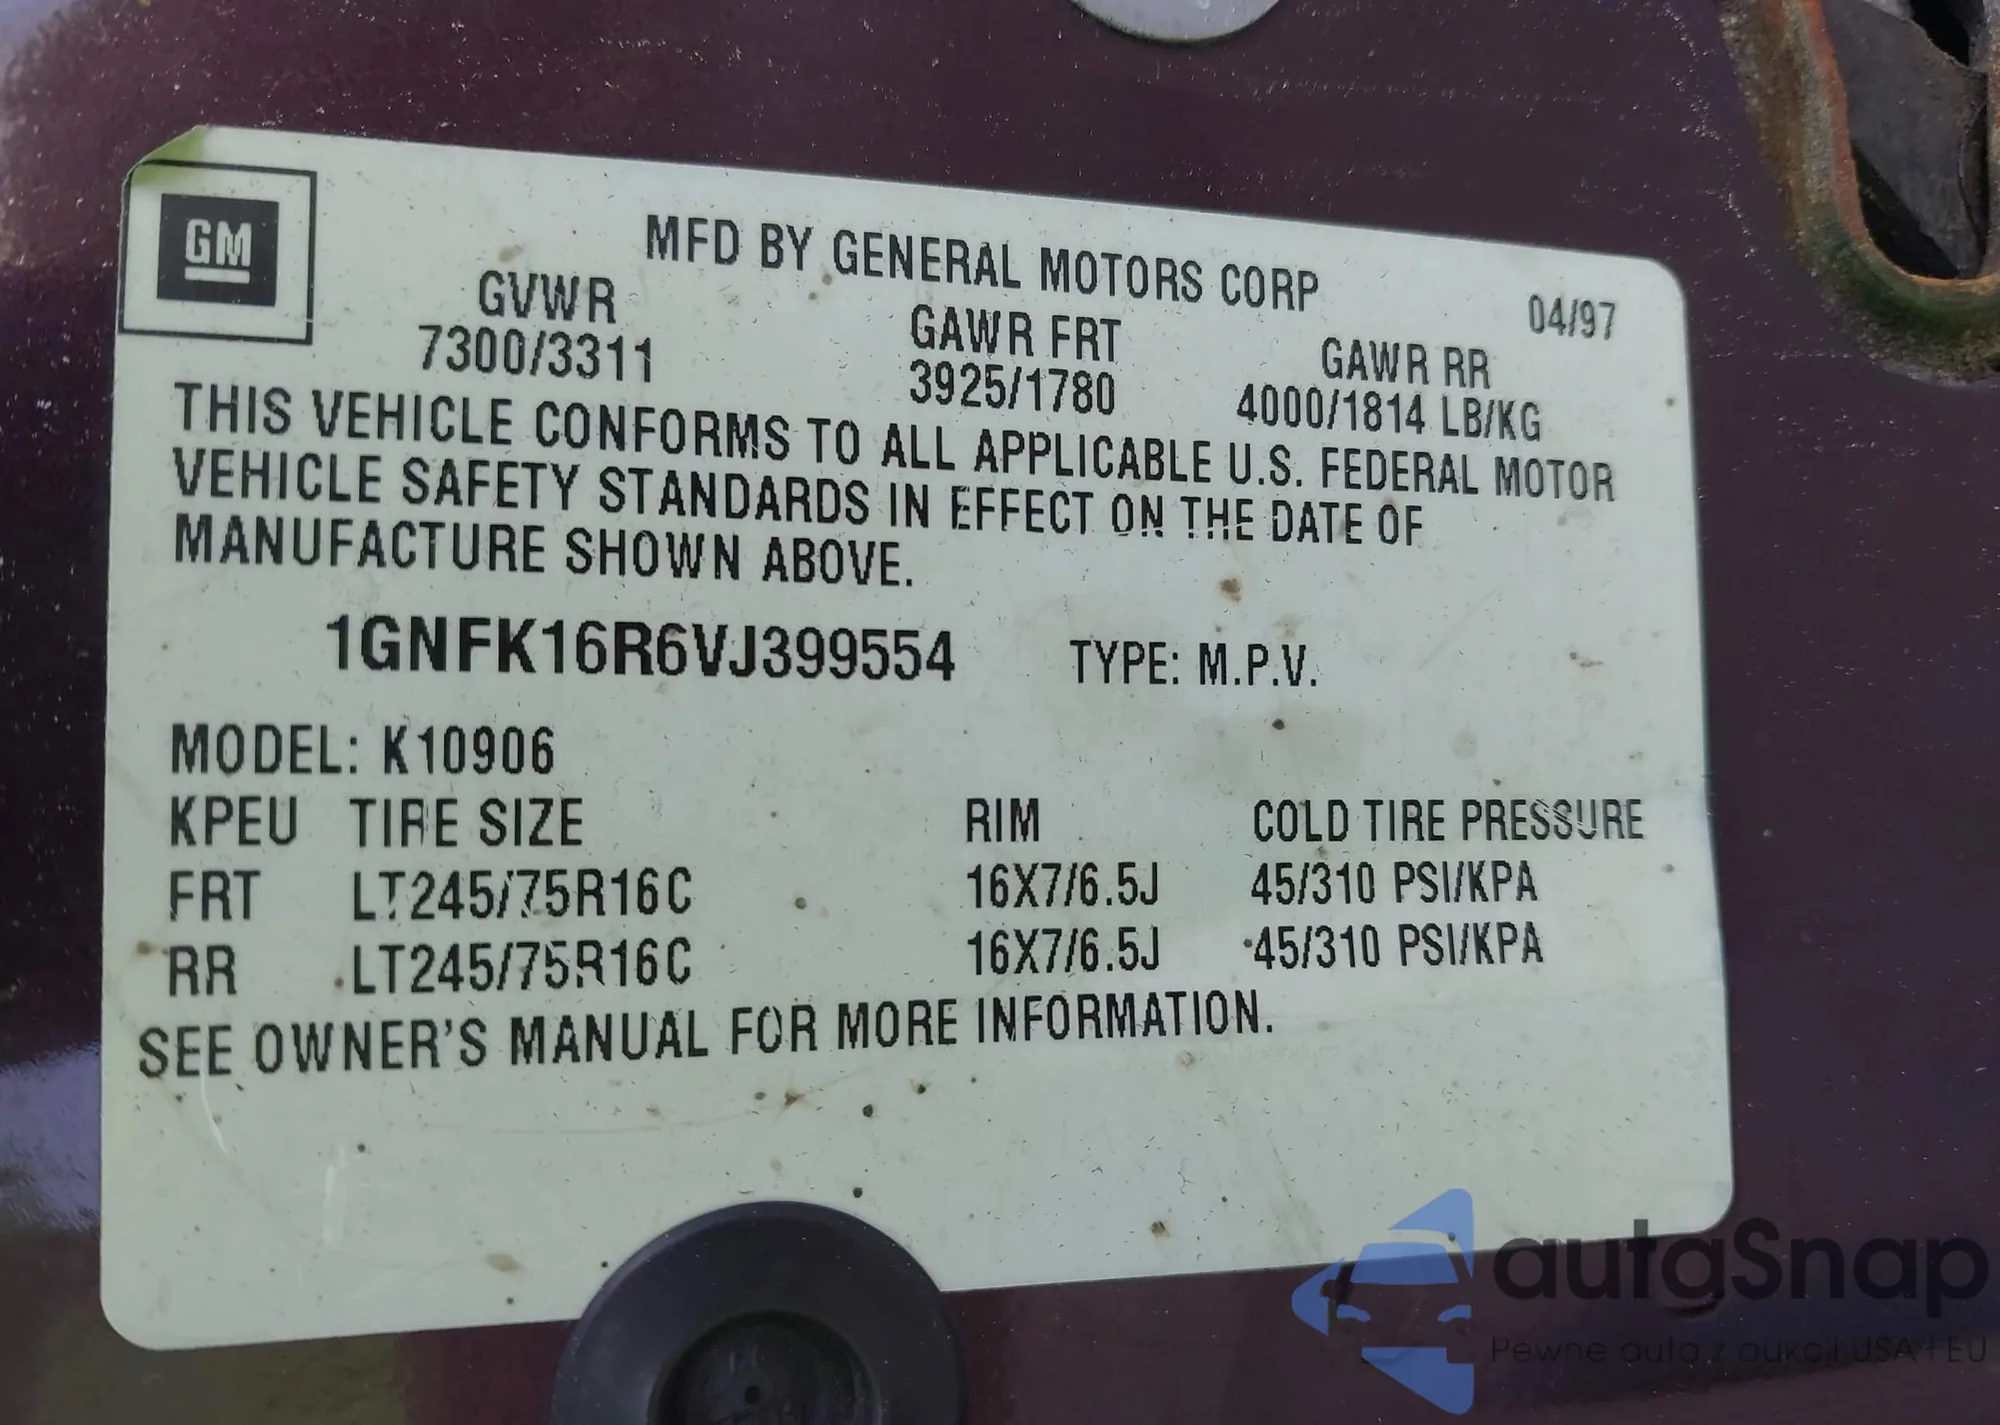 GM
MFD BY GENERAL MOTORS CORP
04/97
GVWR GAWR FRT GAWR RR
7300/3311 3925/1780 4000/1814 LB/KG
THIS VEHICLE CONFORMS TO ALL APPLICABLE U.S. FEDERAL MOTOR
VEHICLE SAFETY STANDARDS IN EFFECT ON THE DATE OF
MANUFACTURE SHOWN ABOVE.
1GNFK16R6VJ399554 TYPE: M.P.V.
MODEL: K10906
KPEU TIRE SIZE RIM COLD TIRE PRESSURE
FRT LT245/75R16C 16X7/6.5J 45/310 PSI/KPA
RR LT245/75R16C 16X7/6.5J 45/310 PSI/KPA
SEE OWNER'S MANUAL FOR MORE INFORMATION.
autaSnap
Pewne auta z aukcji USA i EU